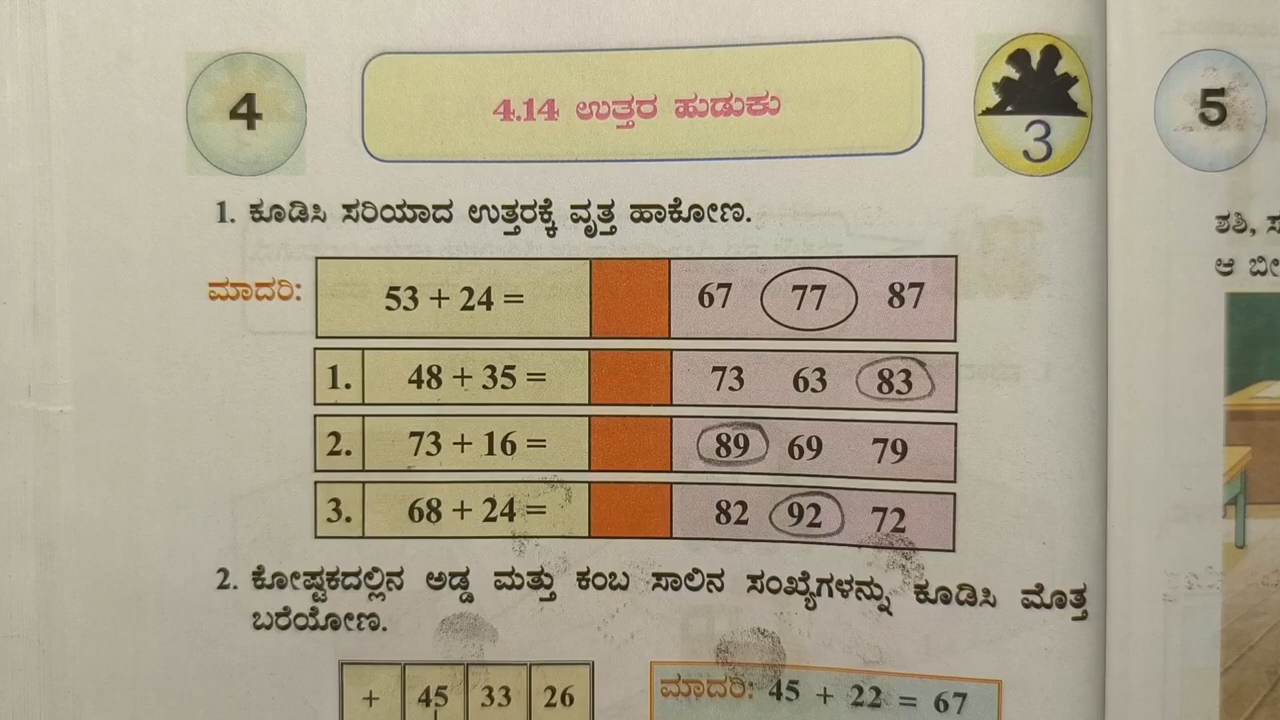 4
4.14 ಉತ್ತರ ಹುಡುಕು
3
1. ಕೂಡಿಸಿ ಸರಿಯಾದ ಉತ್ತರಕ್ಕೆ ವೃತ್ತ ಹಾಕೋಣ.
ಮಾದರಿ: 53 + 24 = 67 77 87
1. 48 + 35 = 73 63 83
2. 73 + 16 = 89 69 79
3. 68 + 24 = 82 92 72
2. ಕೋಷ್ಟಕದಲ್ಲಿನ ಅಡ್ಡ ಮತ್ತು ಕಂಬ ಸಾಲಿನ ಸಂಖ್ಯೆಗಳನ್ನು ಕೂಡಿಸಿ ಮೊತ್ತ
ಬರೆಯೋಣ.
+ 45 33 26
ಮಾದರಿ: 45 + 22 = 67
5
ಶಶಿ,
ಆ